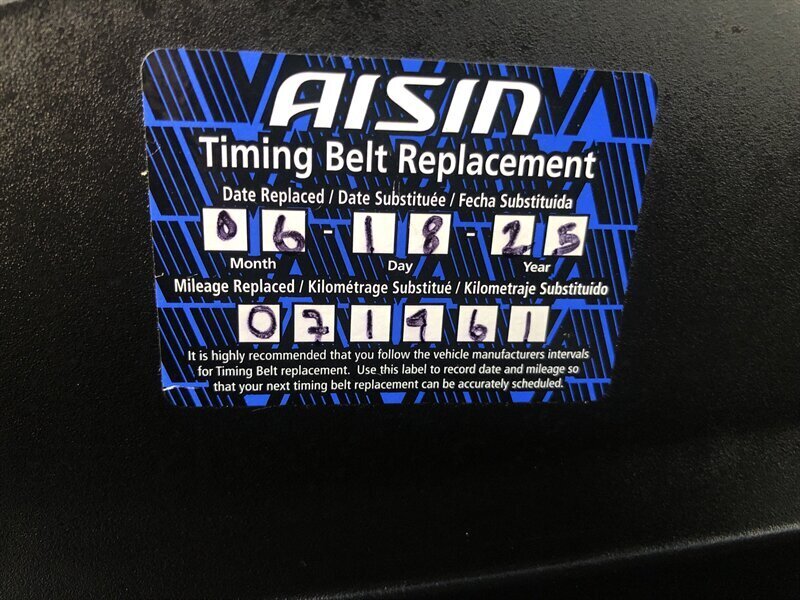 AISIN
Timing Belt Replacement
Date Replaced / Date Substituée / Fecha Substituida
06-18-25
Month Day Year
Mileage Replaced / Kilométrage Substitué / Kilometraje Substituido
071961
It is highly recommended that you follow the vehicle manufacturers intervals
for Timing Belt replacement. Use this label to record date and mileage so
that your next timing belt replacement can be accurately scheduled.